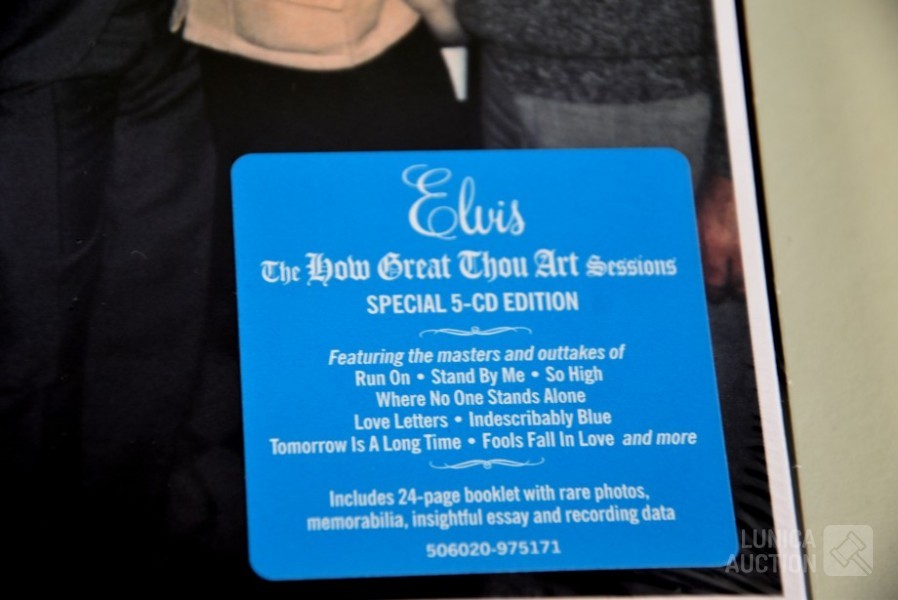 Elvis
The How Great Thou Art Sessions
SPECIAL 5-CD EDITION
Featuring the masters and outtakes of
Run On • Stand By Me • So High
Where No One Stands Alone
Love Letters • Indescribably Blue
Tomorrow Is A Long Time • Fools Fall In Love and more
Includes 24-page booklet with rare photos,
memorabilia, insightful essay and recording data
506020-975171
LUNICA
AUCTION